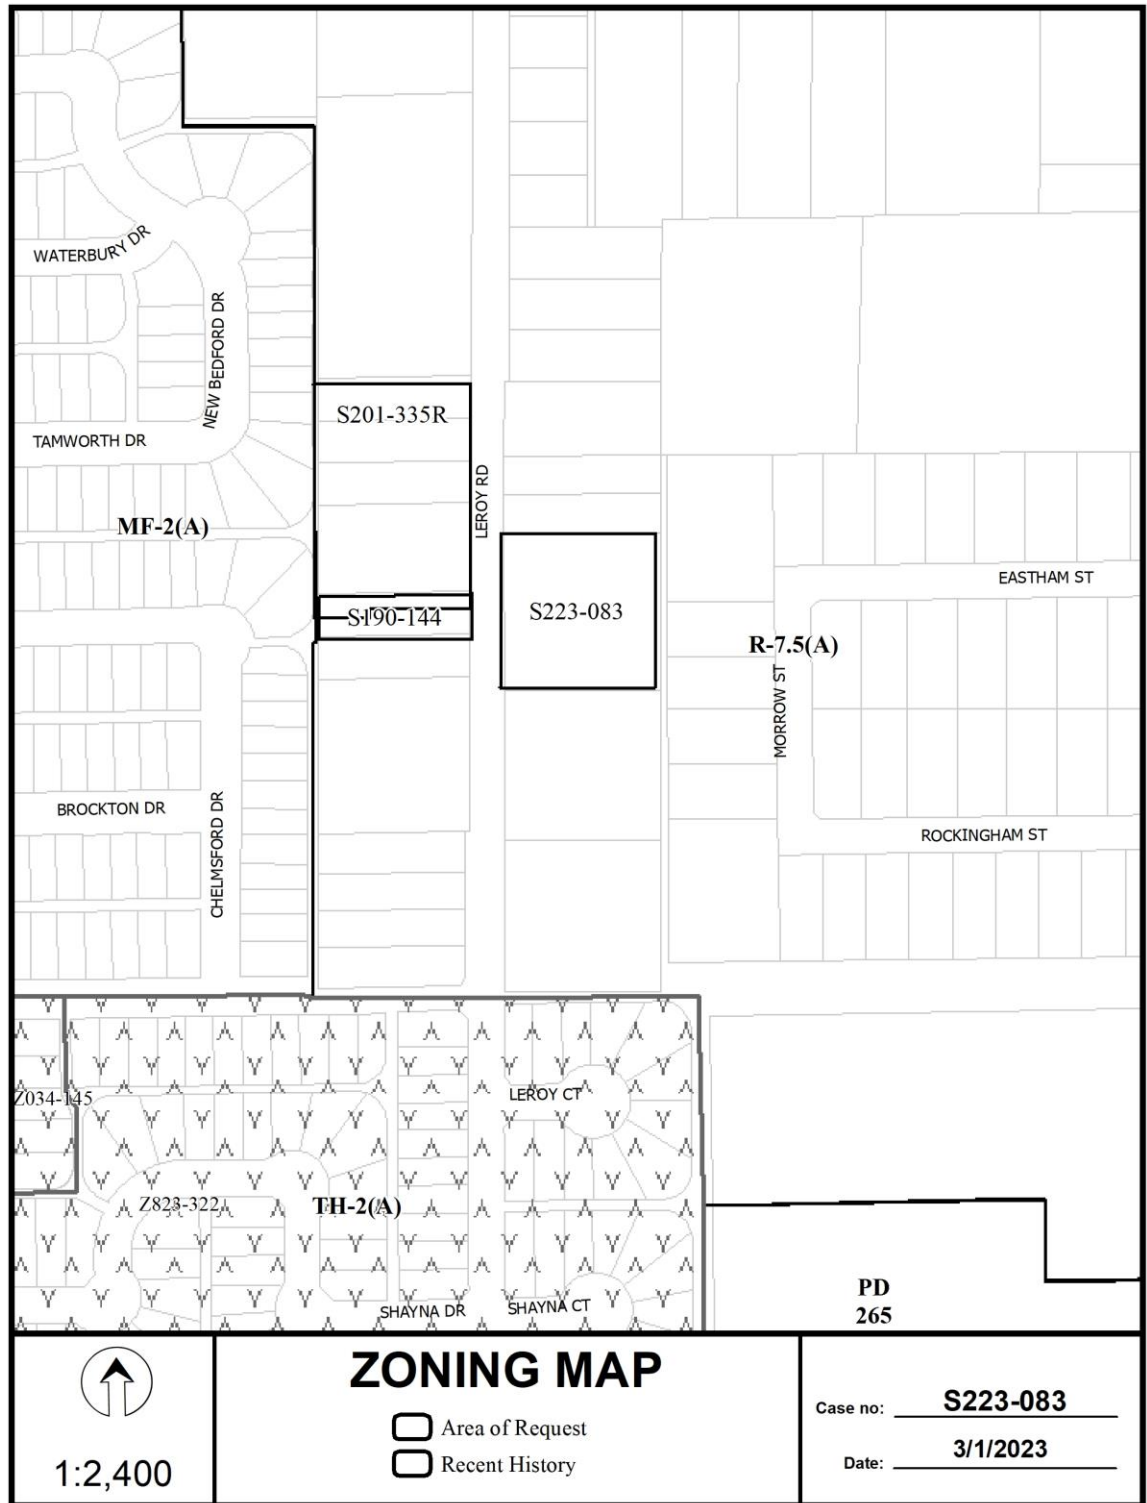 WATERBURY DR
NEW BEDFORD DR
S201-335R
TAMWORTH DR
LEROY RD
MF-2(A)
EASTHAM ST
S223-083
S190-144
R-7.5(A)
MORROW ST
BROCKTON DR
CHELMSFORD DR
ROCKINGHAM ST
Z034-145
LEROY CT
Z823-322
TH-2(A)
PD
265
SHAYNA DR
SHAYNA CT
1:2,400
ZONING MAP
Area of Request
Recent History
Case no: S223-083
Date: 3/1/2023